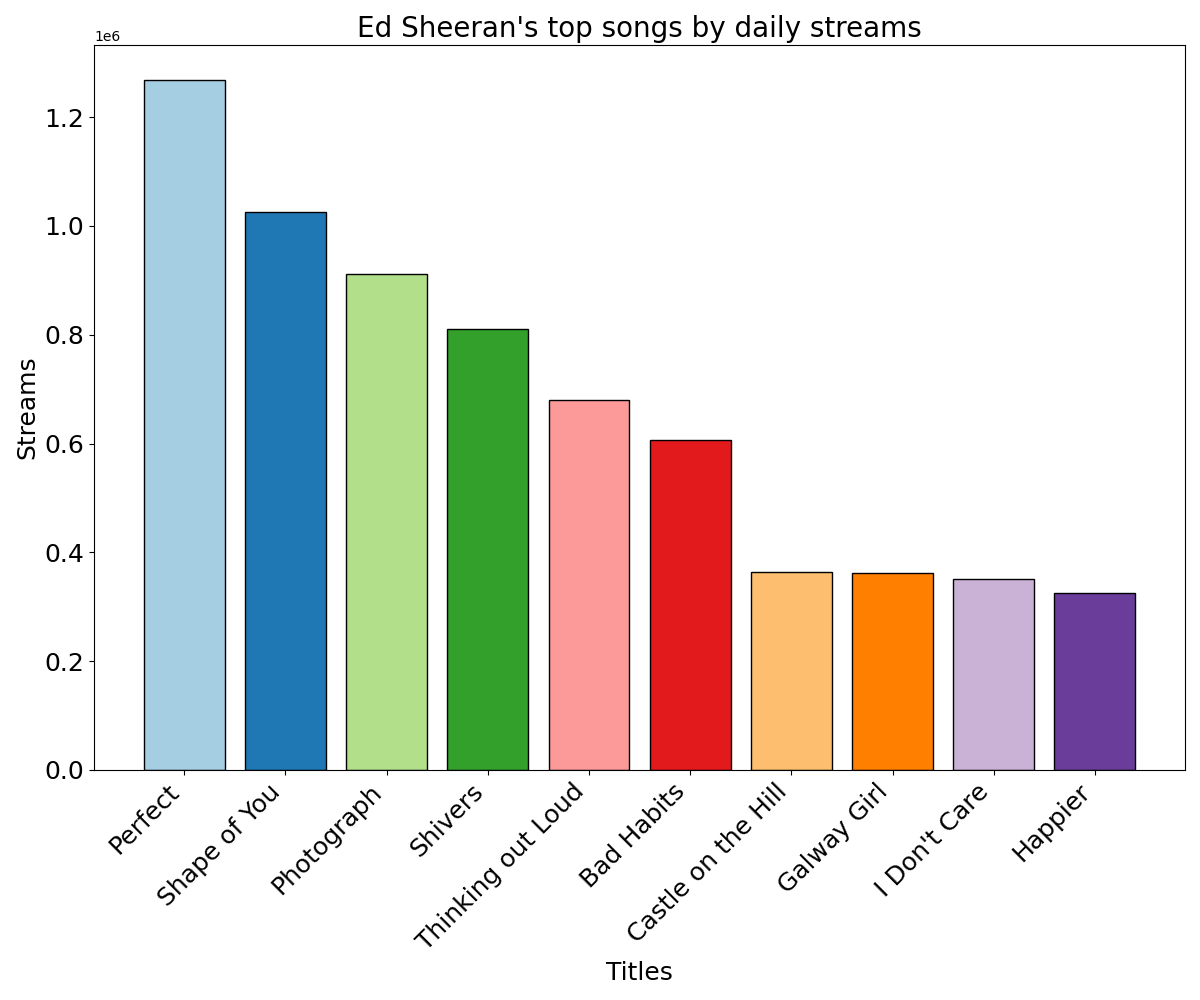 Ed Sheeran's top songs by daily streams
1e6
1.2
1.0
0.8
0.6
0.4
0.2
0.0
Streams
Perfect
Shape of You
Photograph
Shivers
Thinking out Loud
Bad Habits
Castle on the Hill
Galway Girl
I Don't Care
Happier
Titles